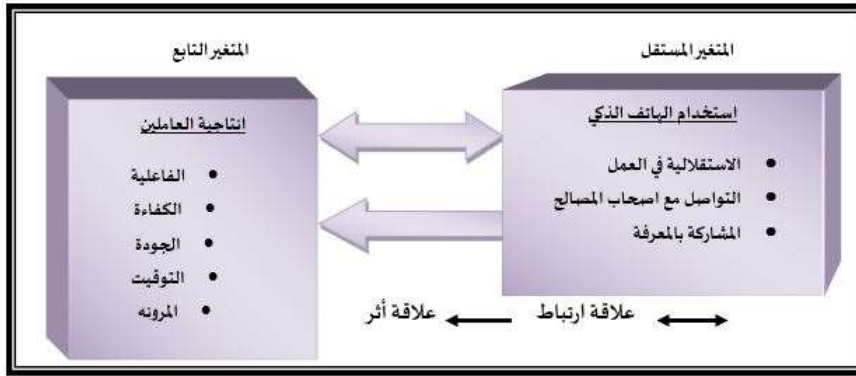 المتغير المستقل
المتغير التابع
استخدام الهاتف الذكي
الاستقلالية في العمل
التواصل مع اصحاب المصالح
المشاركة بالمعرفة
انتاجية العاملين
الفاعلية
الكفاءة
الجودة
التوقيت
المرونه
علاقة ارتباط
علاقة أثر